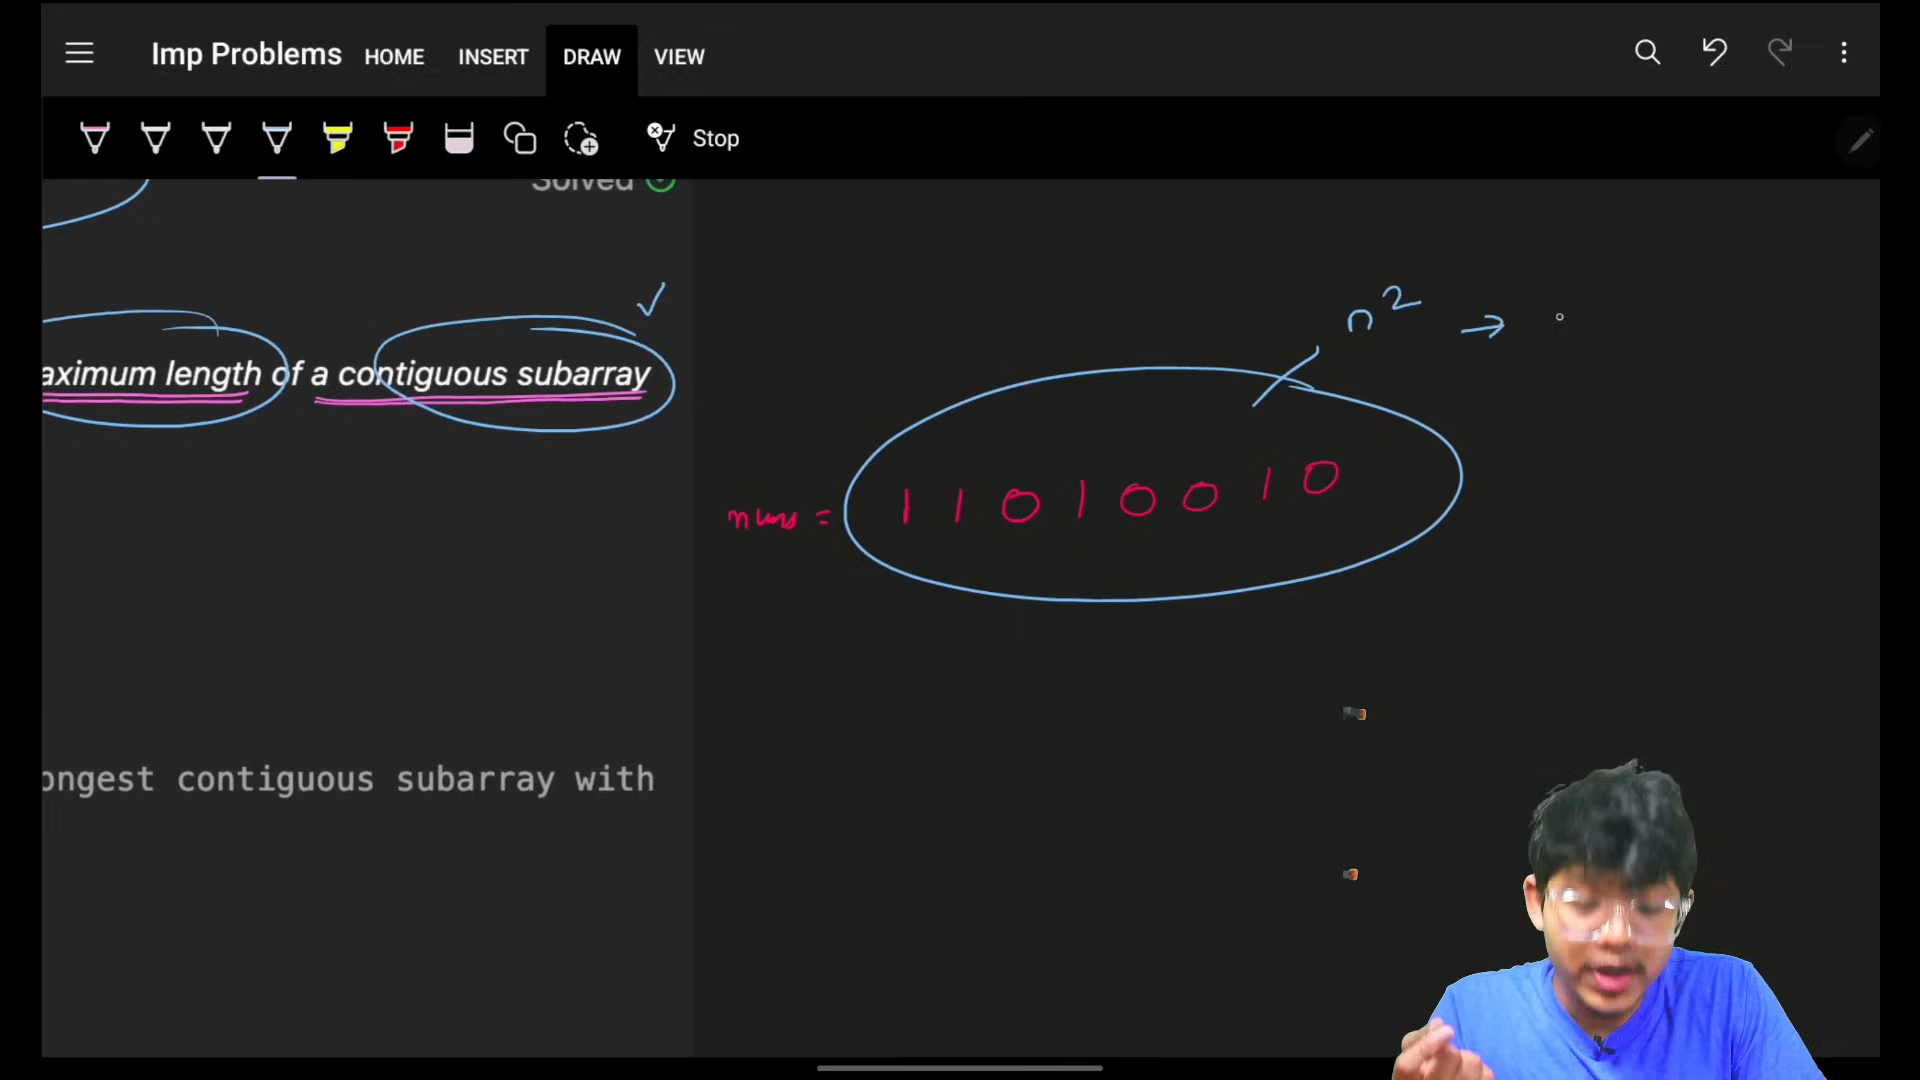 Imp Problems HOME INSERT DRAW VIEW
Stop
Solved
n² →
aximum length of a contiguous subarray
nums = 1 1 0 1 0 0 1 0
ongest contiguous subarray with